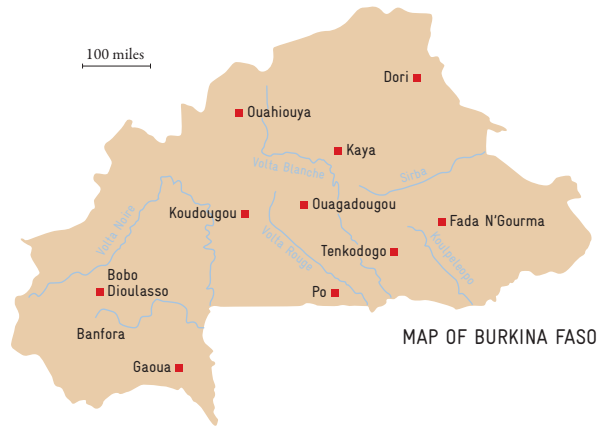 100 miles
Dori
Ouahiouya
Kaya
Volta Blanche
Sirba
Koudougou
Ouagadougou
Fada N'Gourma
Volta Noire
Volta Rouge
Koulpelenpo
Tenkodogo
Bobo
Dioulasso
Po
Banfora
MAP OF BURKINA FASO
Gaoua